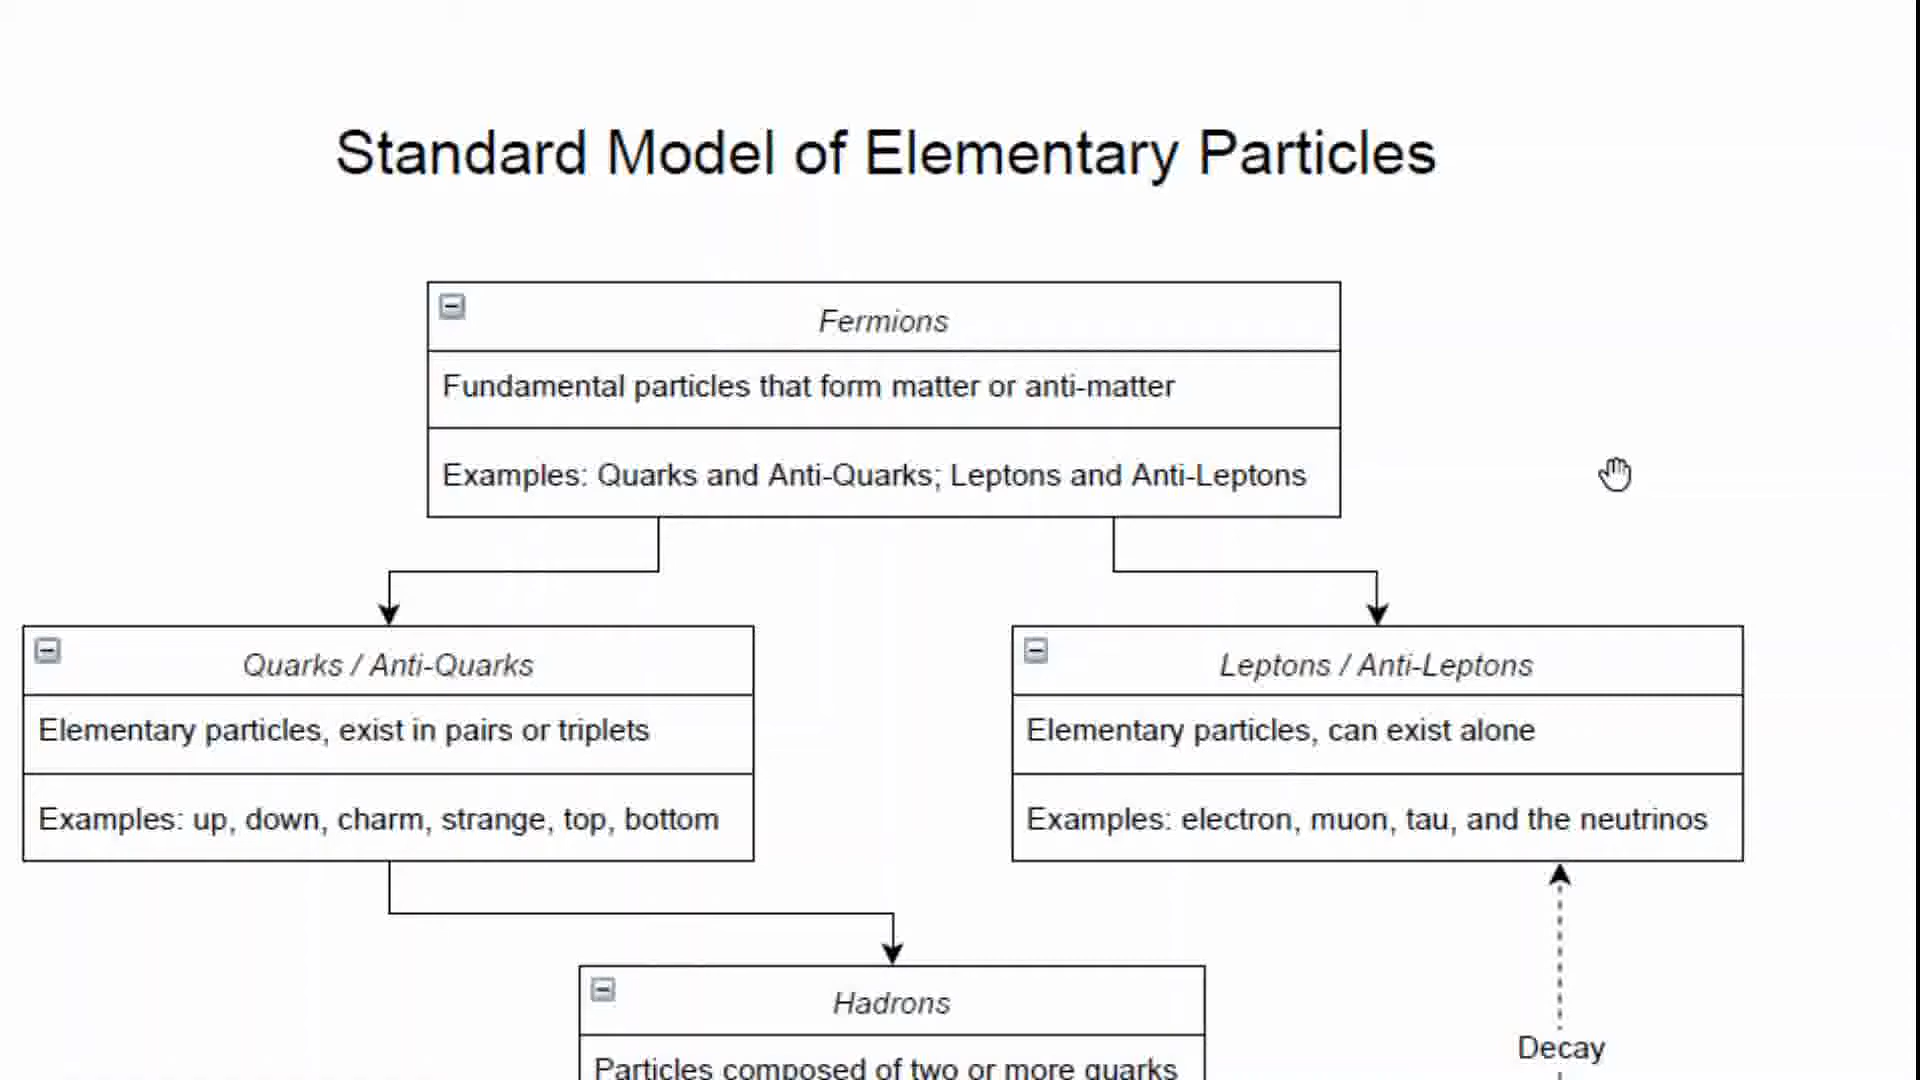 Standard Model of Elementary Particles
Fermions
Fundamental particles that form matter or anti-matter
Examples: Quarks and Anti-Quarks; Leptons and Anti-Leptons
Quarks / Anti-Quarks
Elementary particles, exist in pairs or triplets
Examples: up, down, charm, strange, top, bottom
Leptons / Anti-Leptons
Elementary particles, can exist alone
Examples: electron, muon, tau, and the neutrinos
Hadrons
Particles composed of two or more quarks
Decay